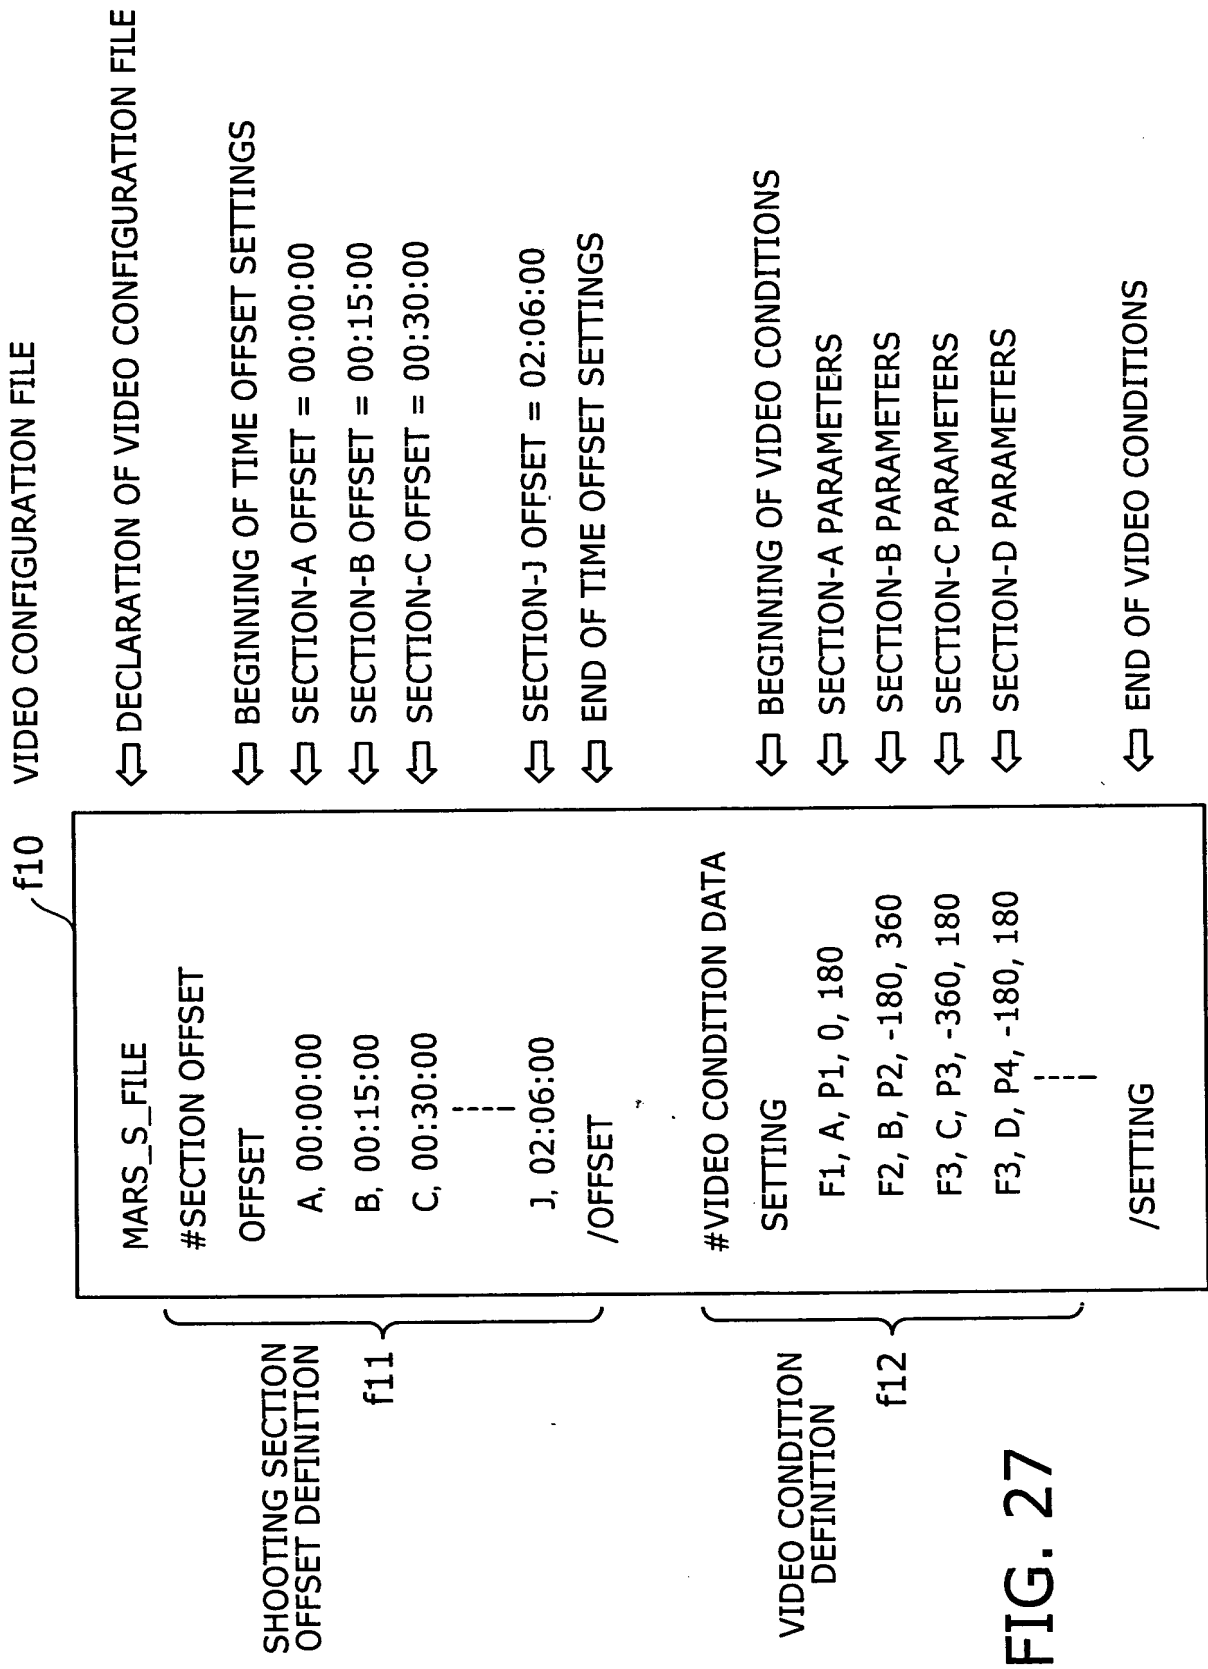 f10 VIDEO CONFIGURATION FILE
MARS_S_FILE ⇦ DECLARATION OF VIDEO CONFIGURATION FILE
#SECTION OFFSET
OFFSET ⇦ BEGINNING OF TIME OFFSET SETTINGS
A, 00:00:00 ⇦ SECTION-A OFFSET = 00:00:00
B, 00:15:00 ⇦ SECTION-B OFFSET = 00:15:00
C, 00:30:00 ⇦ SECTION-C OFFSET = 00:30:00
J, 02:06:00 ⇦ SECTION-J OFFSET = 02:06:00
/OFFSET ⇦ END OF TIME OFFSET SETTINGS
SHOOTING SECTION
OFFSET DEFINITION
f11
#VIDEO CONDITION DATA
SETTING ⇦ BEGINNING OF VIDEO CONDITIONS
F1, A, P1, 0, 180 ⇦ SECTION-A PARAMETERS
F2, B, P2, -180, 360 ⇦ SECTION-B PARAMETERS
F3, C, P3, -360, 180 ⇦ SECTION-C PARAMETERS
F3, D, P4, -180, 180 ⇦ SECTION-D PARAMETERS
/SETTING ⇦ END OF VIDEO CONDITIONS
VIDEO CONDITION
DEFINITION
f12
FIG. 27